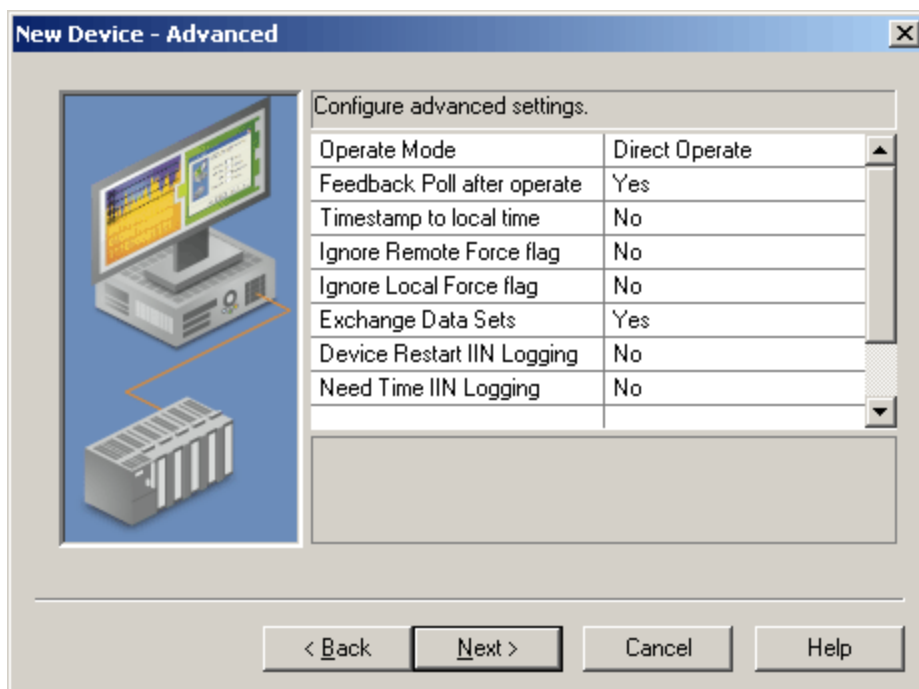 New Device - Advanced
Configure advanced settings.
Operate Mode Direct Operate
Feedback Poll after operate Yes
Timestamp to local time No
Ignore Remote Force flag No
Ignore Local Force flag No
Exchange Data Sets Yes
Device Restart IIN Logging No
Need Time IIN Logging No
< Back Next > Cancel Help